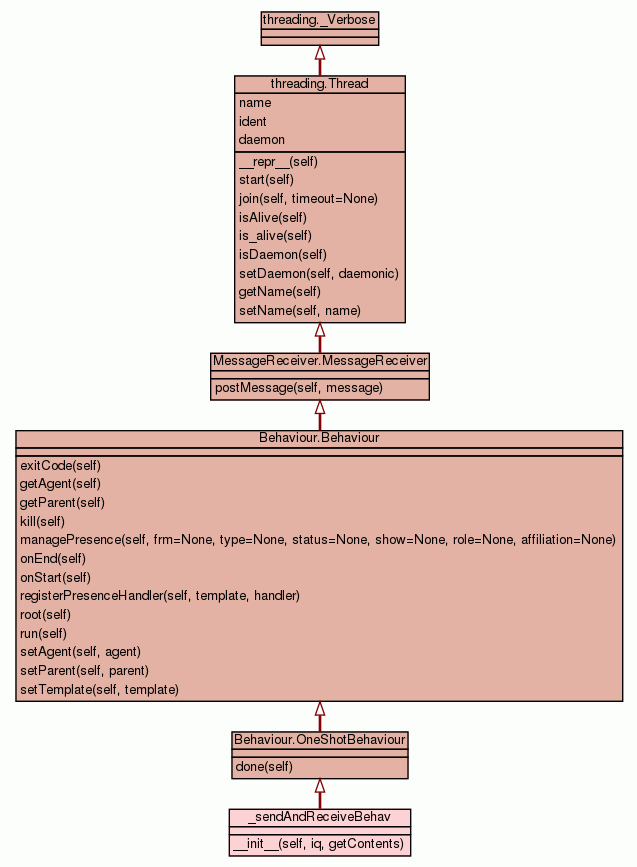 threading._Verbose
threading.Thread
name
ident
daemon
__repr__(self)
start(self)
join(self, timeout=None)
isAlive(self)
is_alive(self)
isDaemon(self)
setDaemon(self, daemonic)
getName(self)
setName(self, name)
MessageReceiver.MessageReceiver
postMessage(self, message)
Behaviour.Behaviour
exitCode(self)
getAgent(self)
getParent(self)
kill(self)
managePresence(self, frm=None, type=None, status=None, show=None, role=None, affiliation=None)
onEnd(self)
onStart(self)
registerPresenceHandler(self, template, handler)
root(self)
run(self)
setAgent(self, agent)
setParent(self, parent)
setTemplate(self, template)
Behaviour.OneShotBehaviour
done(self)
_sendAndReceiveBehav
__init__(self, iq, getContents)